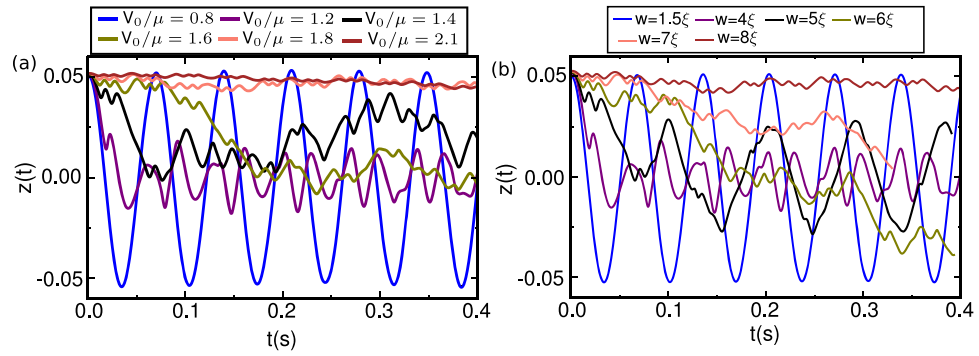 V₀/μ = 0.8 V₀/μ = 1.2 V₀/μ = 1.4
V₀/μ = 1.6 V₀/μ = 1.8 V₀/μ = 2.1
(a)
z(t)
0.05
0.00
-0.05
0.0 0.1 0.2 0.3 0.4
t(s)
w=1.5ξ w=4ξ w=5ξ w=6ξ
w=7ξ w=8ξ
(b)
z(t)
0.05
0.00
-0.05
0.0 0.1 0.2 0.3 0.4
t(s)